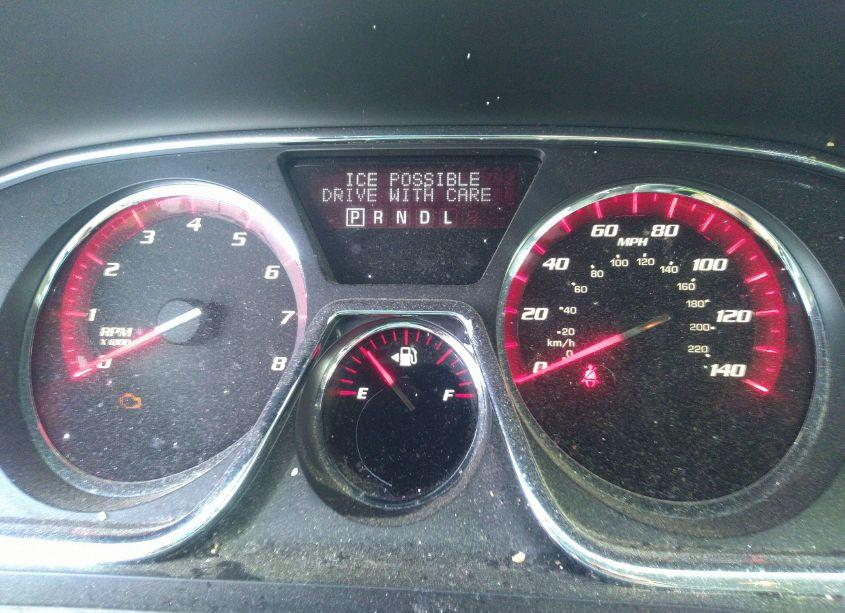 ICE POSSIBLE
DRIVE WITH CARE
P R N D L
0 1 2 3 4 5 6 7 8
RPM
X 1000
E F
0 20 40 60 80 100 120 140
MPH
0 20 40 60 80 100 120 140 160 180 200 220
km/h